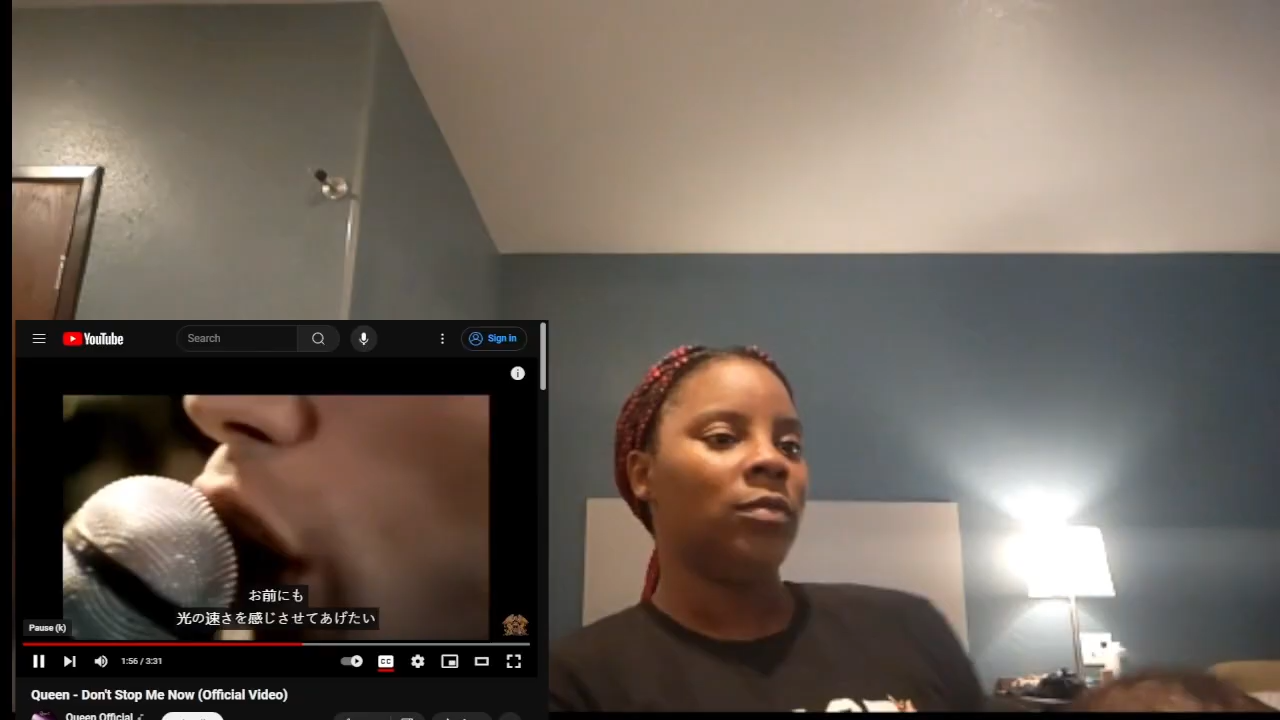 YouTube
Search
Sign in
お前にも
光の速さを感じさせてあげたい
Pause (k)
1:56 / 3:31
CC
Queen - Don't Stop Me Now (Official Video)
Queen Official